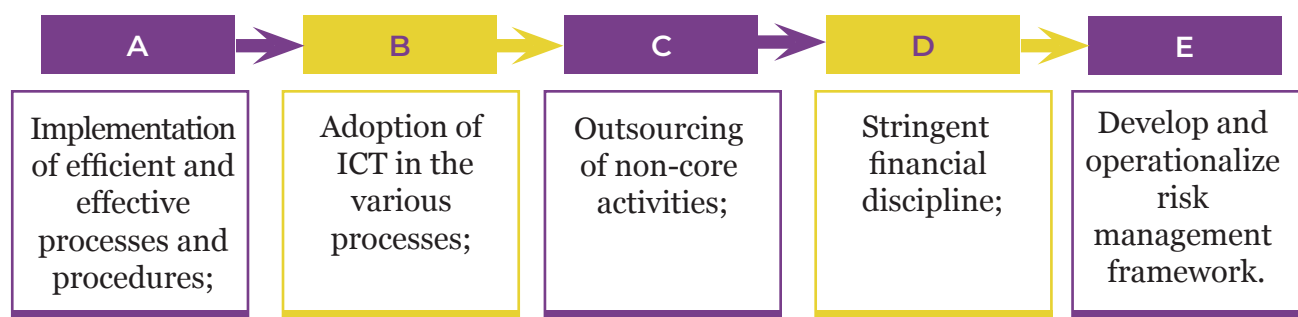 A
B
C
D
E
Implementation
of efficient and
effective
processes and
procedures;
Adoption of
ICT in the
various
processes;
Outsourcing
of non-core
activities;
Stringent
financial
discipline;
Develop and
operationalize
risk
management
framework.